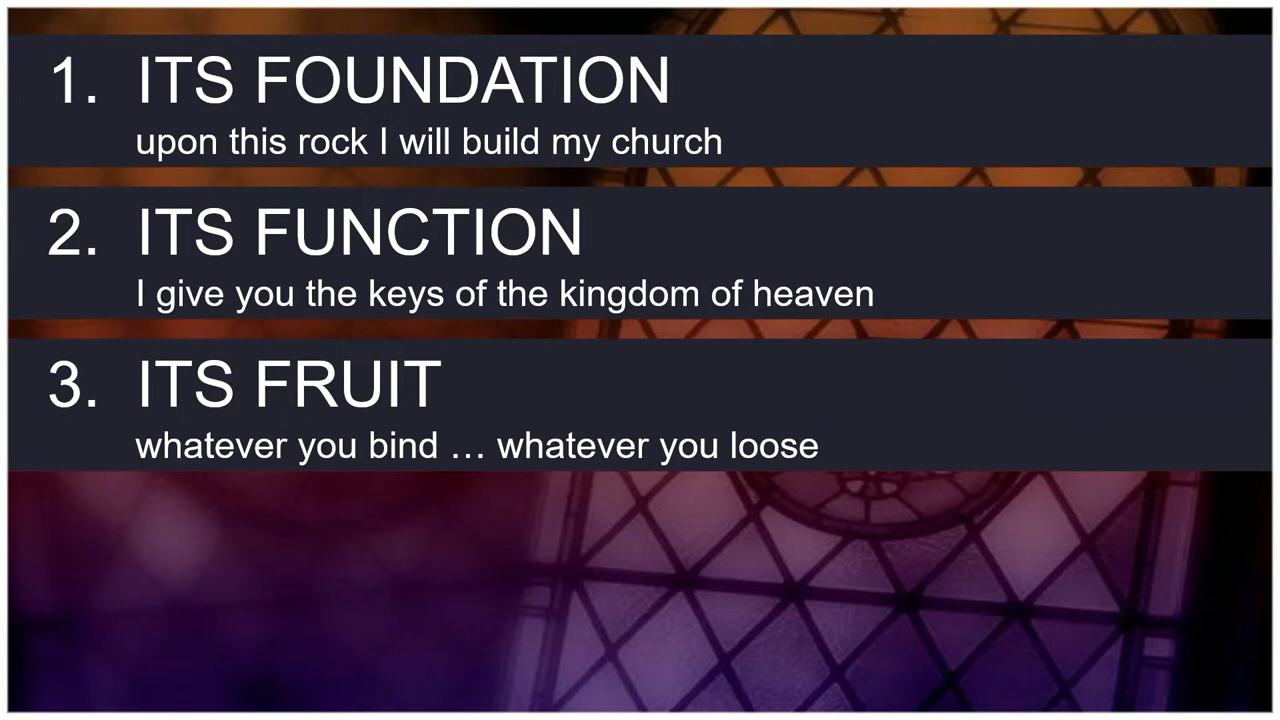 1. ITS FOUNDATION
upon this rock I will build my church
2. ITS FUNCTION
I give you the keys of the kingdom of heaven
3. ITS FRUIT
whatever you bind … whatever you loose